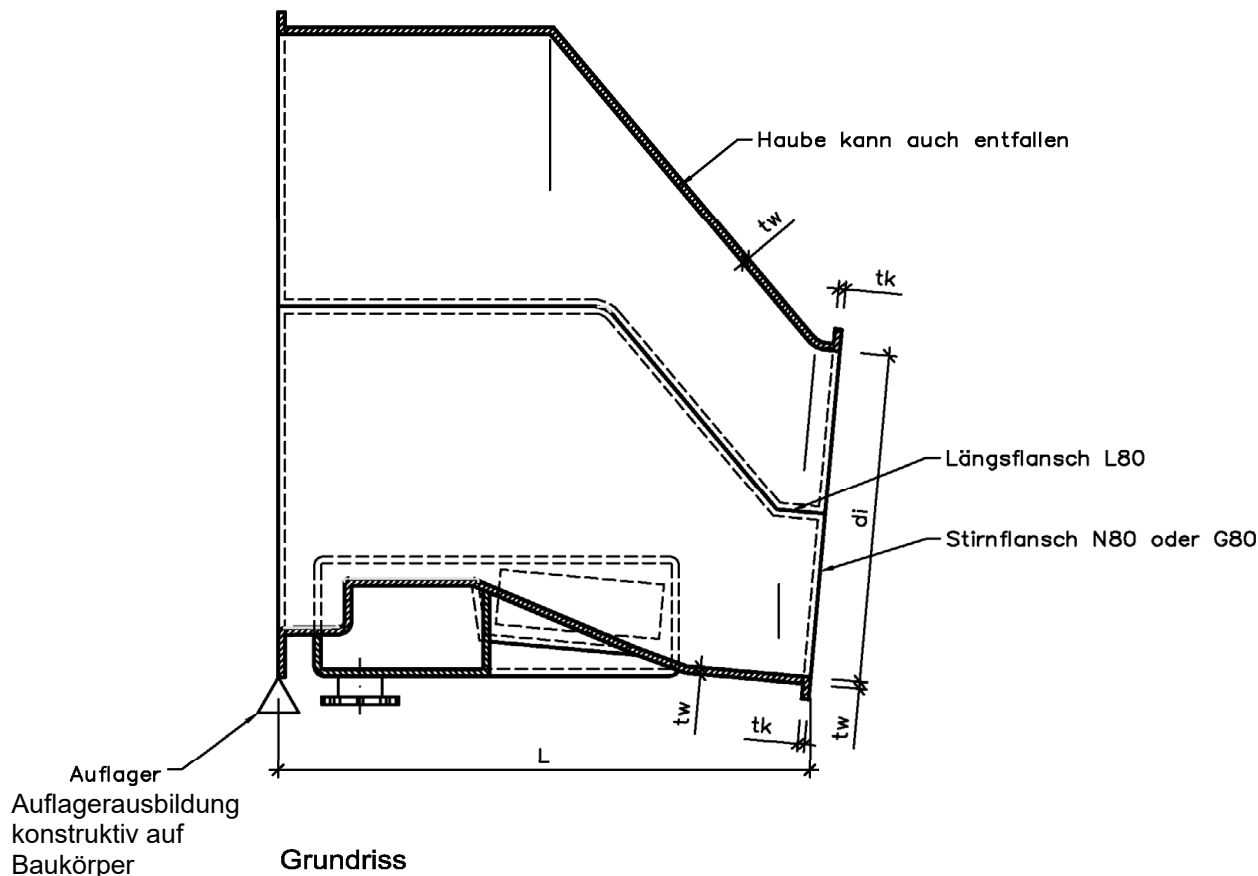 Haube kann auch entfallen
tw
tk
Längsflansch L80
di
Stirnflansch N80 oder G80
tw
tk
tw
L
Auflager
Auflagerausbildung
konstruktiv auf
Baukörper
Grundriss